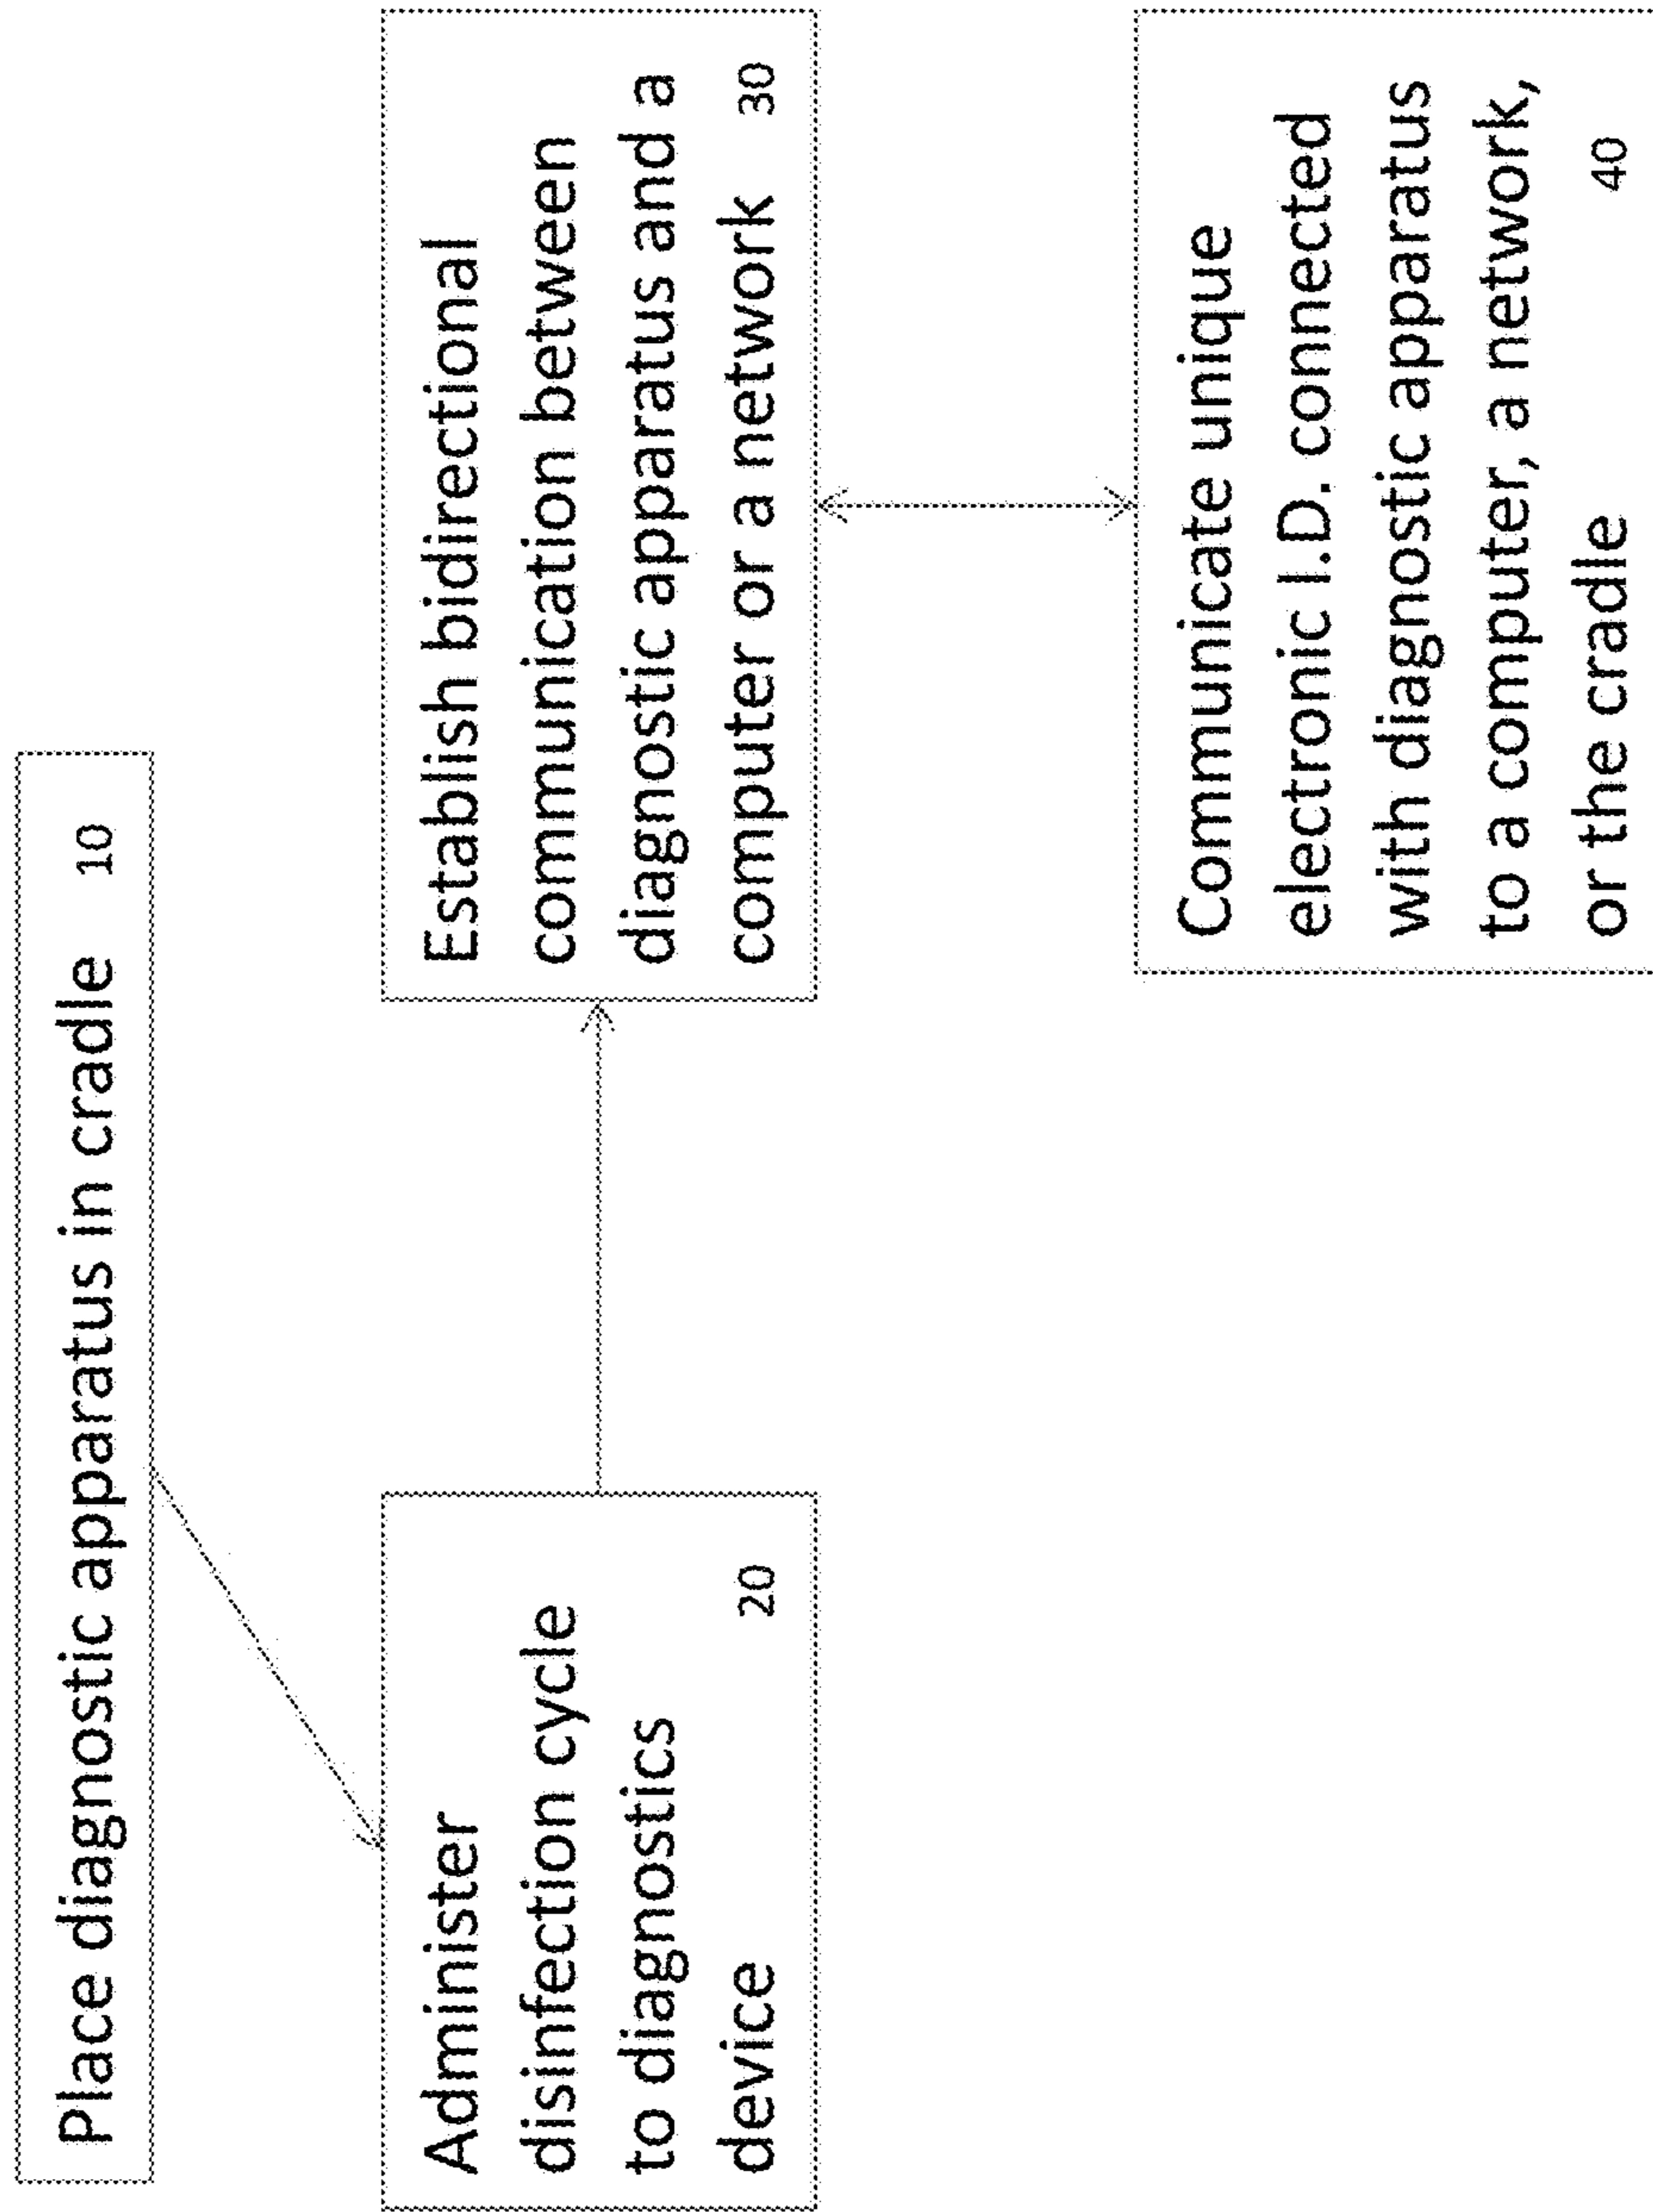 Place diagnostic apparatus in cradle 10
Administer
disinfection cycle
to diagnostics
device 20
Establish bidirectional
communication between
diagnostic apparatus and a
computer or a network 30
Communicate unique
electronic I.D. connected
with diagnostic apparatus
to a computer, a network,
or the cradle 40